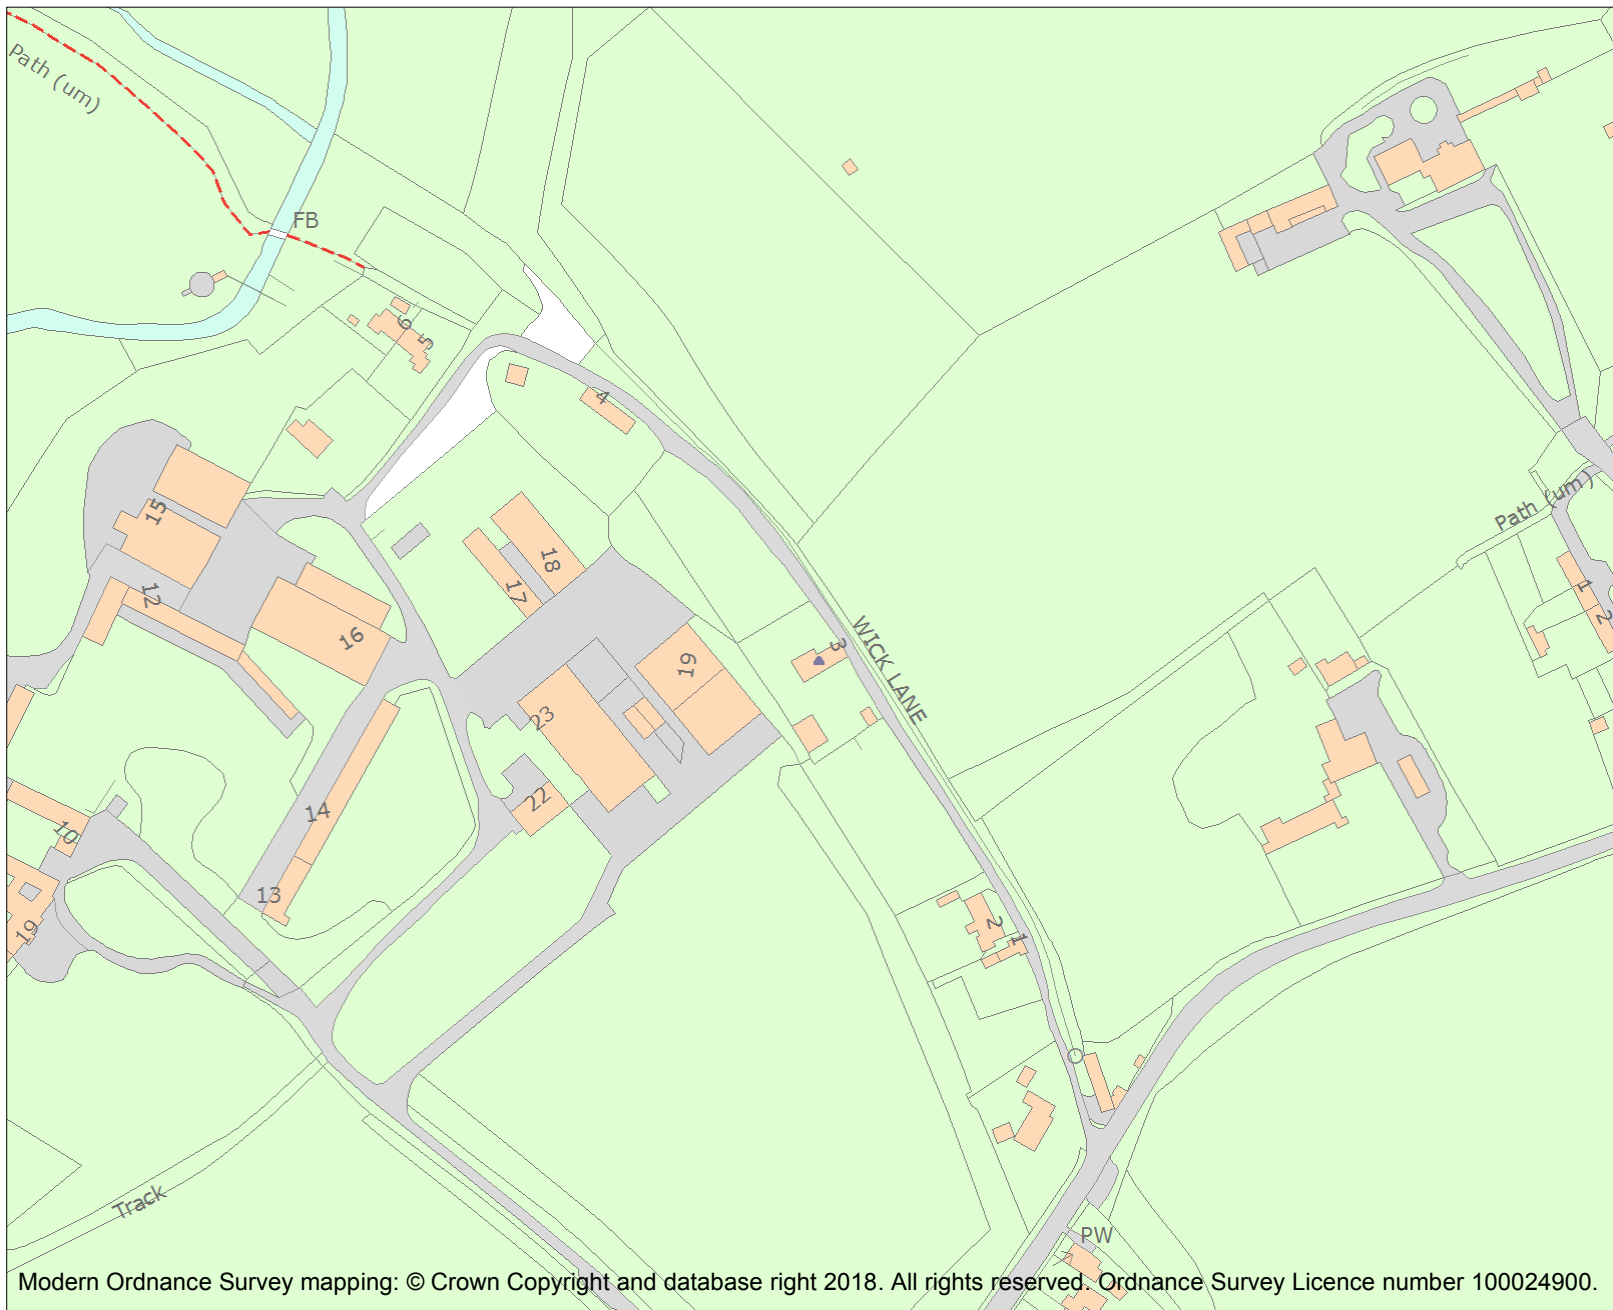 Path (um)
FB
6
5
4
15
Path (um)
18
12
17
1
2
16
3
WICK LANE
19
23
22
14
10
13
2
19
1
Track
PW
Modern Ordnance Survey mapping: © Crown Copyright and database right 2018. All rights reserved. Ordnance Survey Licence number 100024900.